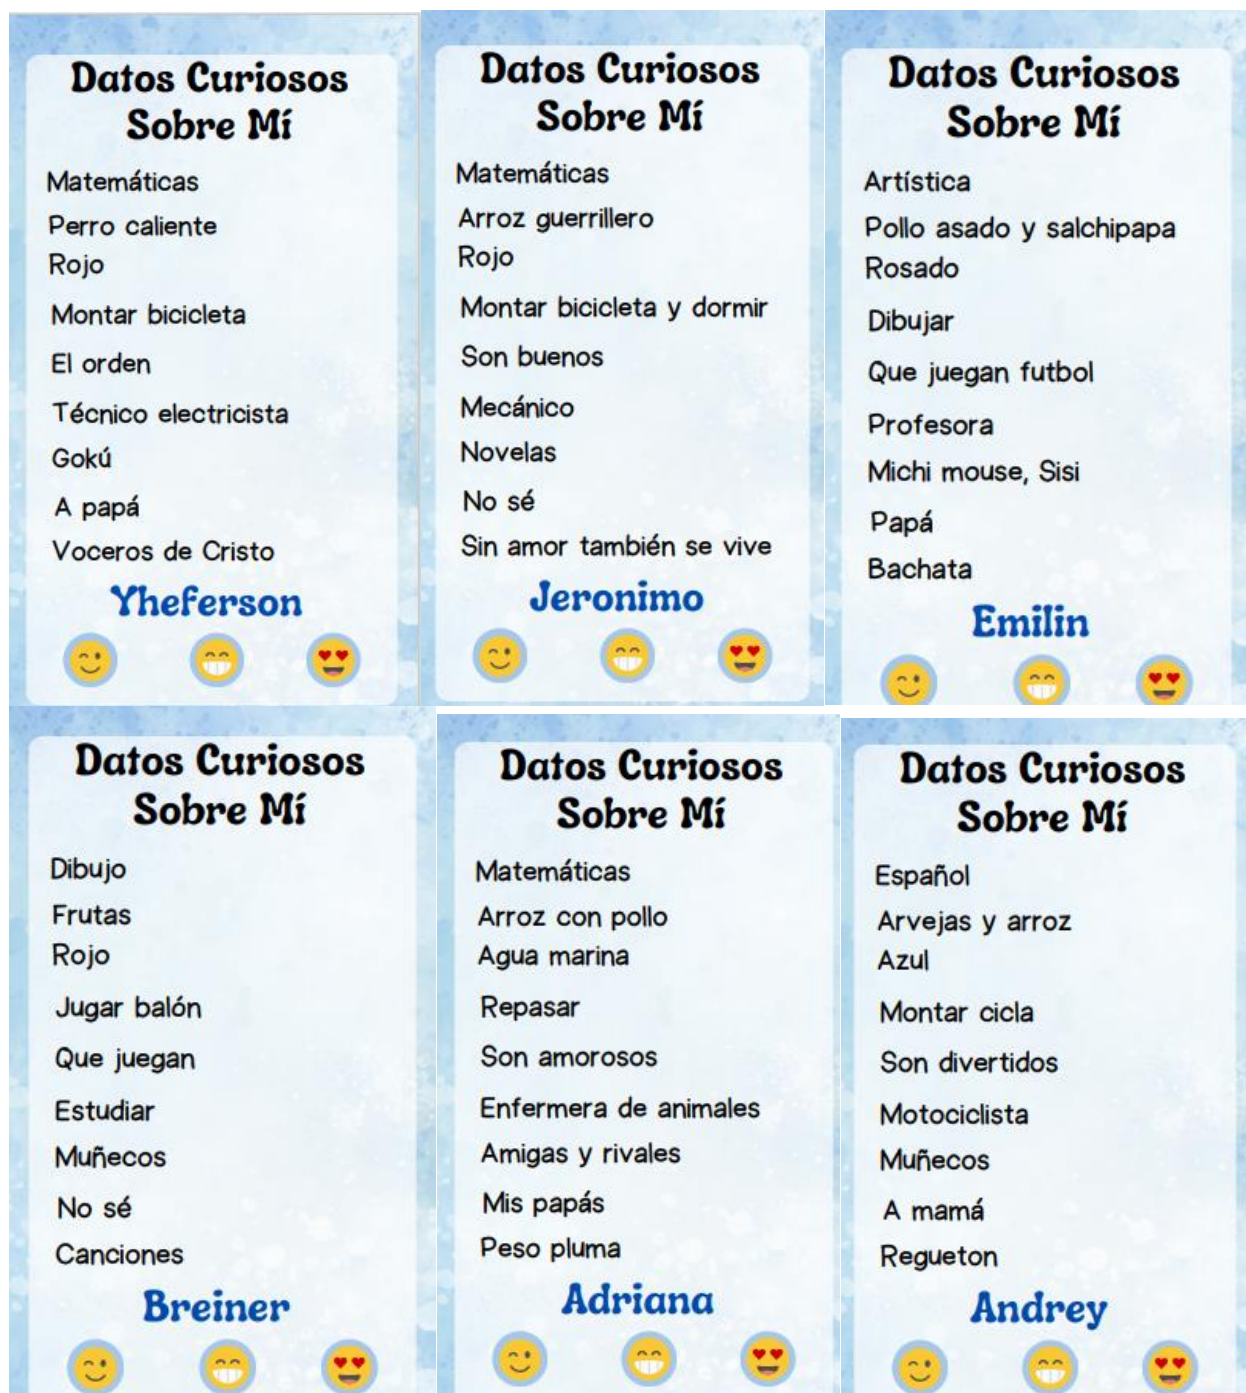 Datos Curiosos
Sobre Mí
Matemáticas
Perro caliente
Rojo
Montar bicicleta
El orden
Técnico electricista
Gokú
A papá
Voceros de Cristo
Yheferson
Datos Curiosos
Sobre Mí
Matemáticas
Arroz guerrillero
Rojo
Montar bicicleta y dormir
Son buenos
Mecánico
Novelas
No sé
Sin amor también se vive
Jeronimo
Datos Curiosos
Sobre Mí
Artística
Pollo asado y salchipapa
Rosado
Dibujar
Que juegan futbol
Profesora
Michi mouse, Sisi
Papá
Bachata
Emilin
Datos Curiosos
Sobre Mí
Dibujo
Frutas
Rojo
Jugar balón
Que juegan
Estudiar
Muñecos
No sé
Canciones
Breiner
Datos Curiosos
Sobre Mí
Matemáticas
Arroz con pollo
Agua marina
Repasar
Son amorosos
Enfermera de animales
Amigas y rivales
Mis papás
Peso pluma
Adriana
Datos Curiosos
Sobre Mí
Español
Arvejas y arroz
Azul
Montar cicla
Son divertidos
Motociclista
Muñecos
A mamá
Regueton
Andrey